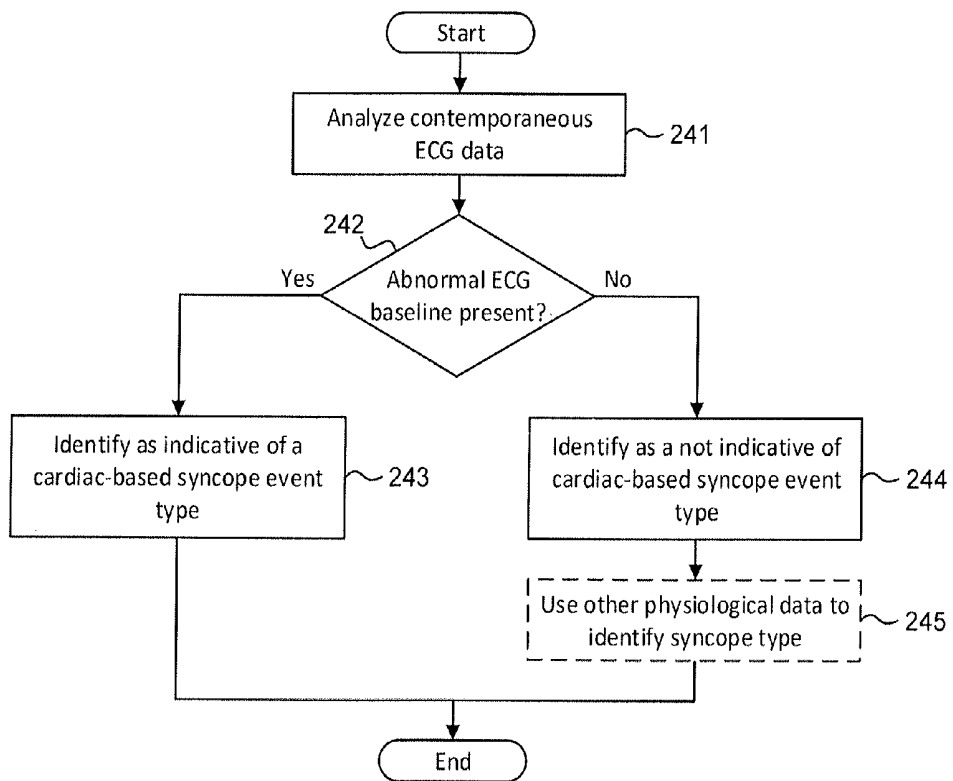 Start
Analyze contemporaneous
ECG data
241
242
Yes
Abnormal ECG
baseline present?
No
Identify as indicative of a
cardiac-based syncope event
type
243
Identify as a not indicative of
cardiac-based syncope event
type
244
Use other physiological data to
identify syncope type
245
End